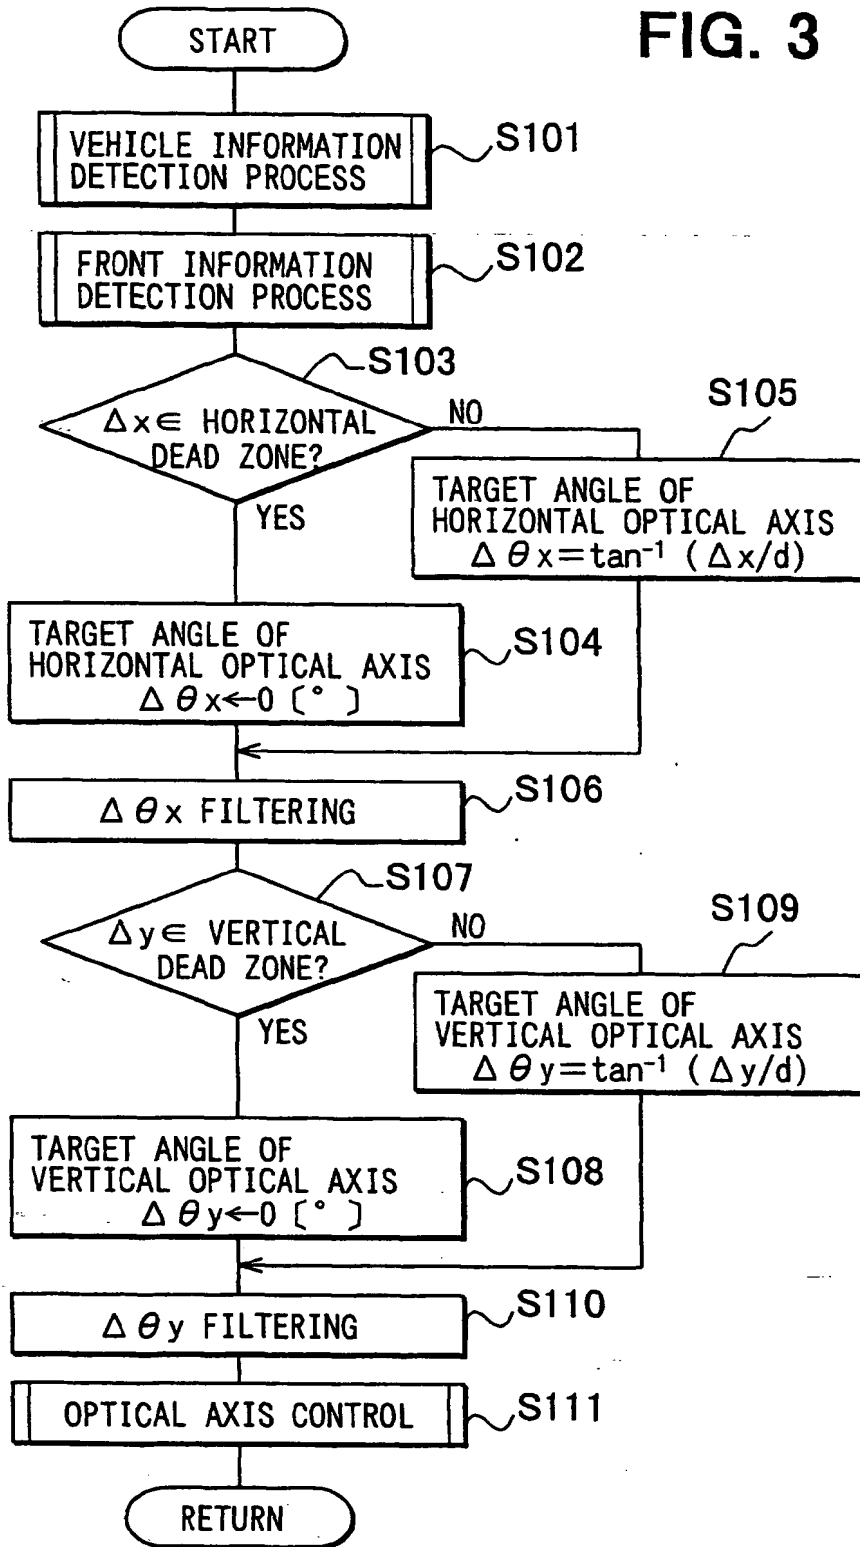 FIG. 3
START
VEHICLE INFORMATION
DETECTION PROCESS
S101
FRONT INFORMATION
DETECTION PROCESS
S102
S103
Δx∈ HORIZONTAL
DEAD ZONE?
NO
YES
S105
TARGET ANGLE OF
HORIZONTAL OPTICAL AXIS
Δθx=tan⁻¹ (Δx/d)
TARGET ANGLE OF
HORIZONTAL OPTICAL AXIS
Δθx←0 [°]
S104
Δθx FILTERING
S106
S107
Δy∈ VERTICAL
DEAD ZONE?
NO
YES
S109
TARGET ANGLE OF
VERTICAL OPTICAL AXIS
Δθy=tan⁻¹ (Δy/d)
TARGET ANGLE OF
VERTICAL OPTICAL AXIS
Δθy←0 [°]
S108
Δθy FILTERING
S110
OPTICAL AXIS CONTROL
S111
RETURN